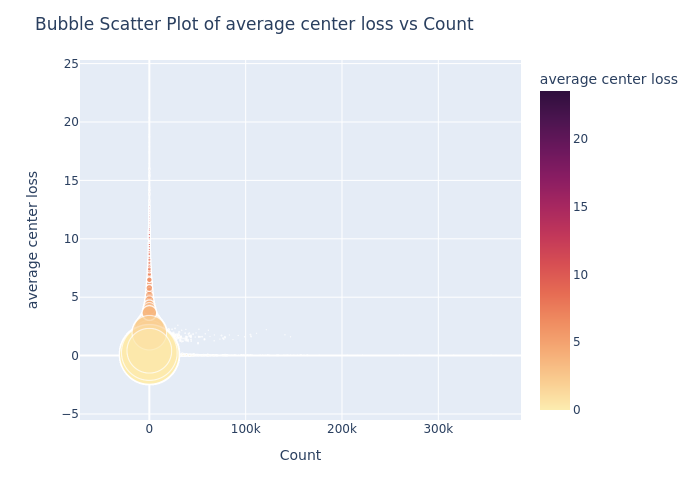 Bubble Scatter Plot of average center loss vs Count
average center loss
25
20
15
10
5
0
−5
0
100k
200k
300k
Count
average center loss
20
15
10
5
0